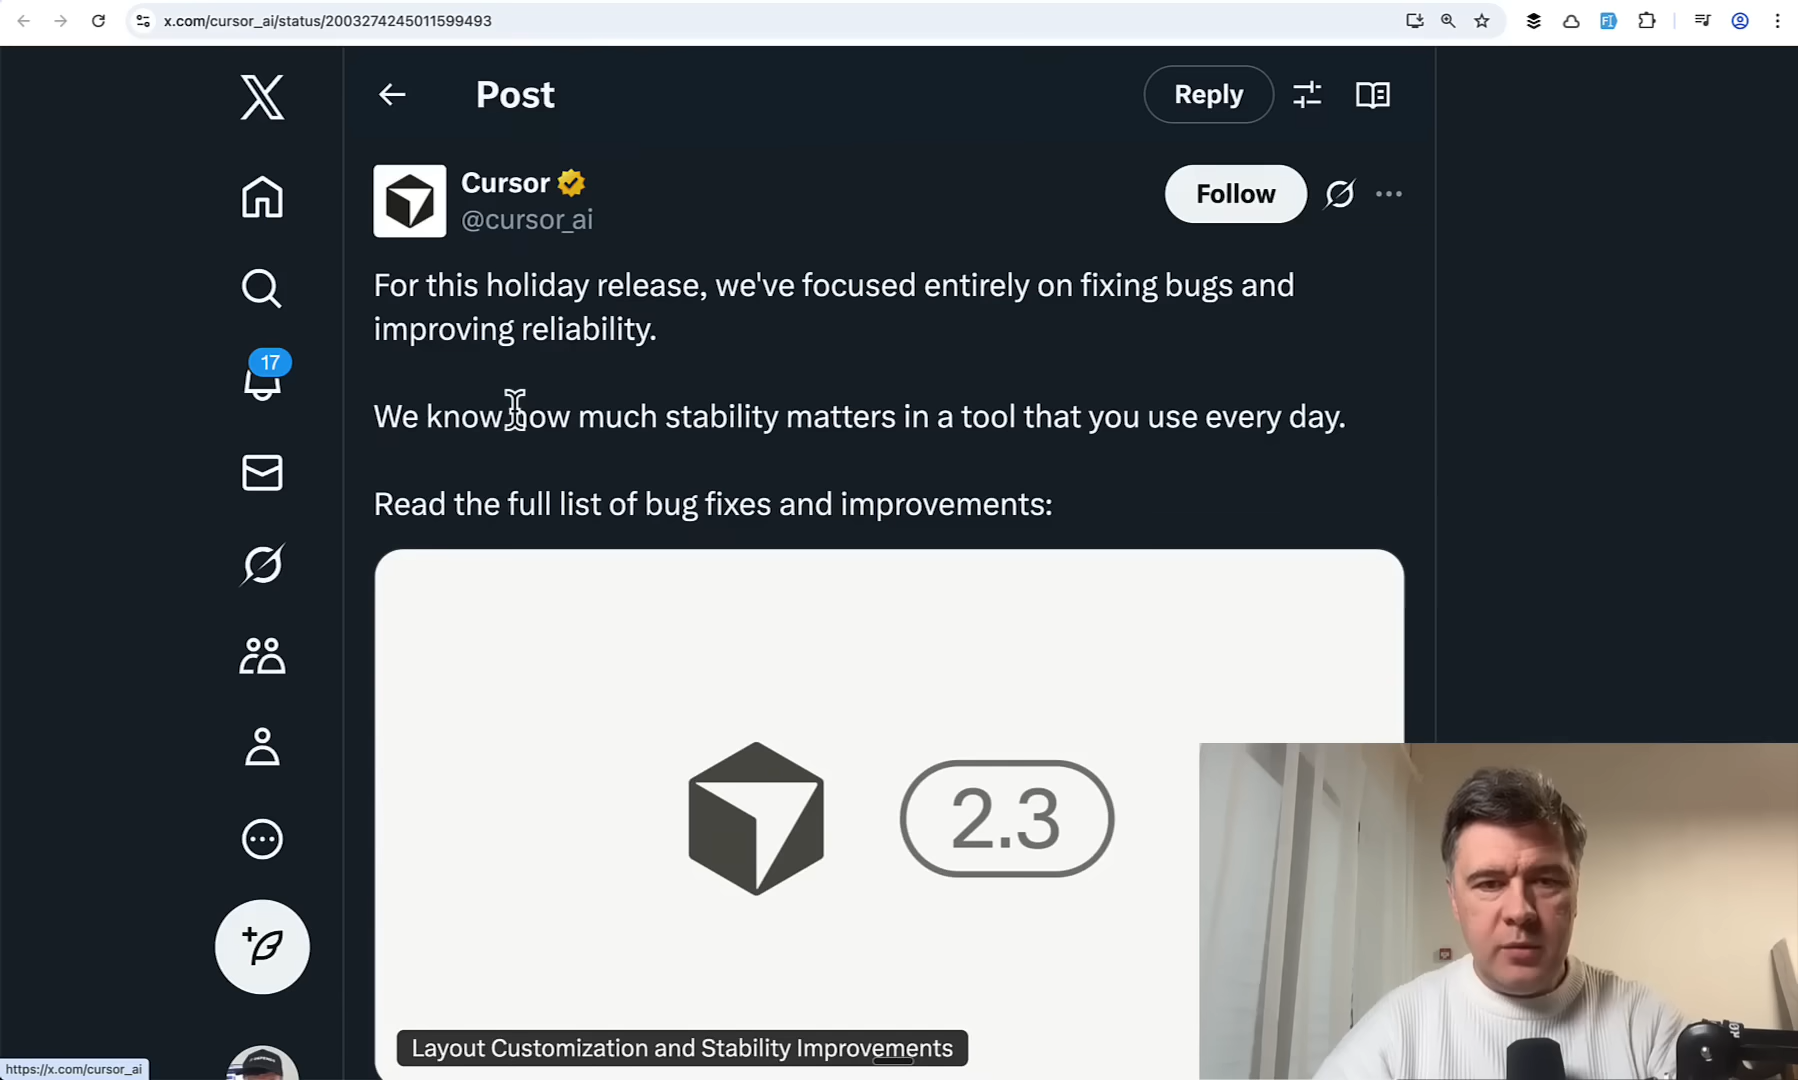 x.com/cursor_ai/status/2003274245011599493
Post
Reply
Cursor
@cursor_ai
Follow
For this holiday release, we've focused entirely on fixing bugs and
improving reliability.
17
We know how much stability matters in a tool that you use every day.
Read the full list of bug fixes and improvements:
2.3
Layout Customization and Stability Improvements
https://x.com/cursor_ai